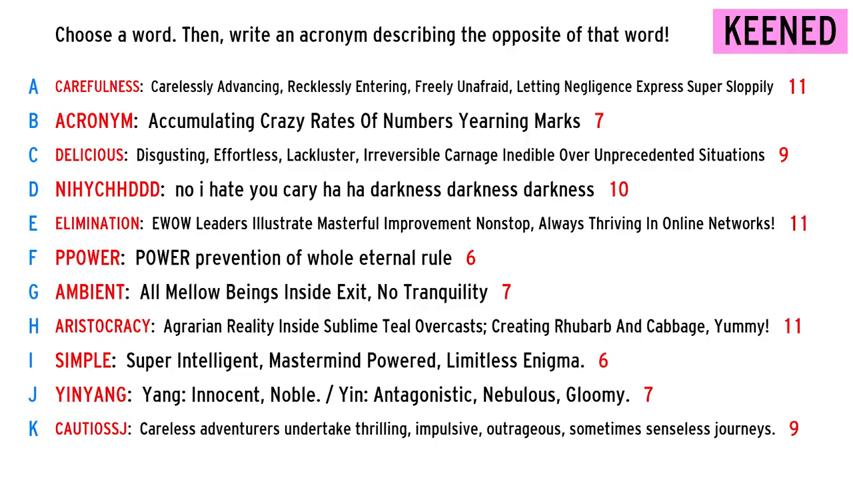 Choose a word. Then, write an acronym describing the opposite of that word!
KEENED
A CAREFULNESS: Carelessly Advancing, Recklessly Entering, Freely Unafraid, Letting Negligence Express Super Sloppily 11
B ACRONYM: Accumulating Crazy Rates Of Numbers Yearning Marks 7
C DELICIOUS: Disgusting, Effortless, Lackluster, Irreversible Carnage Inedible Over Unprecedented Situations 9
D NIHYCHHDDD: no i hate you cary ha ha darkness darkness darkness 10
E ELIMINATION: EWOW Leaders Illustrate Masterful Improvement Nonstop, Always Thriving In Online Networks! 11
F PPOWER: POWER prevention of whole eternal rule 6
G AMBIENT: All Mellow Beings Inside Exit, No Tranquility 7
H ARISTOCRACY: Agrarian Reality Inside Sublime Teal Overcasts; Creating Rhubarb And Cabbage, Yummy! 11
I SIMPLE: Super Intelligent, Mastermind Powered, Limitless Enigma. 6
J YINYANG: Yang: Innocent, Noble. / Yin: Antagonistic, Nebulous, Gloomy. 7
K CAUTIOSSJ: Careless adventurers undertake thrilling, impulsive, outrageous, sometimes senseless journeys. 9